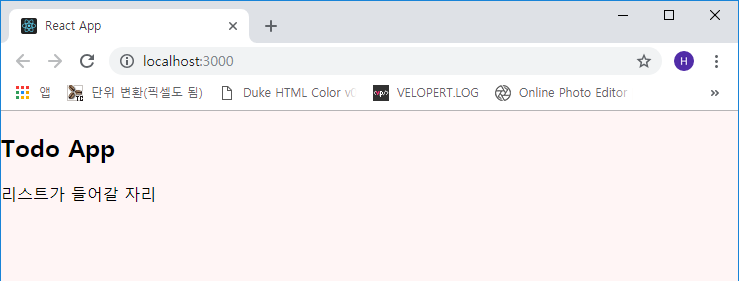 React App
localhost:3000
H
앱 단위 변환(픽셀도 됨) Duke HTML Color VELOPERT.LOG Online Photo Editor
Todo App
리스트가 들어갈 자리